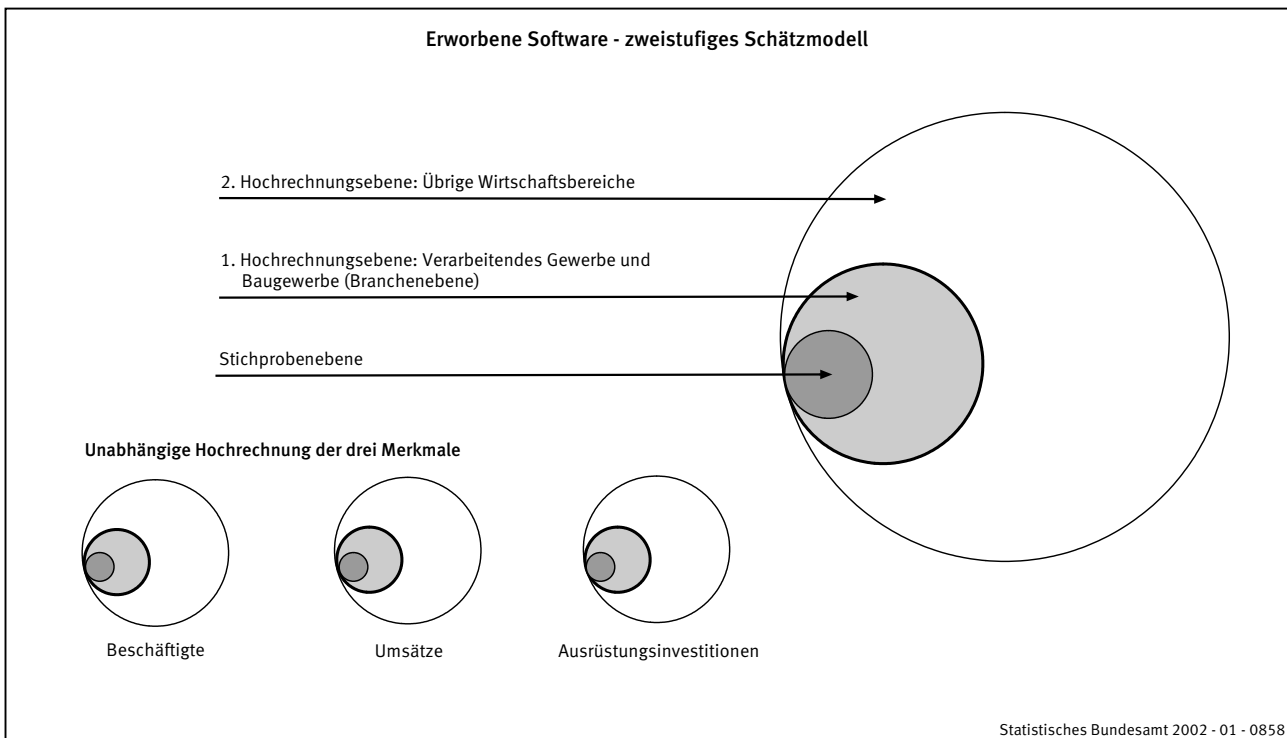 Erworbene Software - zweistufiges Schätzmodell
2. Hochrechnungsebene: Übrige Wirtschaftsbereiche
1. Hochrechnungsebene: Verarbeitendes Gewerbe und
Baugewerbe (Branchenebene)
Stichprobenebene
Unabhängige Hochrechnung der drei Merkmale
Beschäftigte
Umsätze
Ausrüstungsinvestitionen
Statistisches Bundesamt 2002 - 01 - 0858